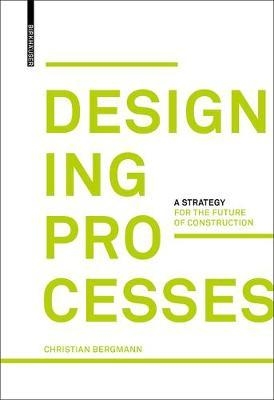 BIRKHÄUSER
DESIGN
ING
A STRATEGY
FOR THE FUTURE
OF CONSTRUCTION
PRO
CESSES
CHRISTIAN BERGMANN